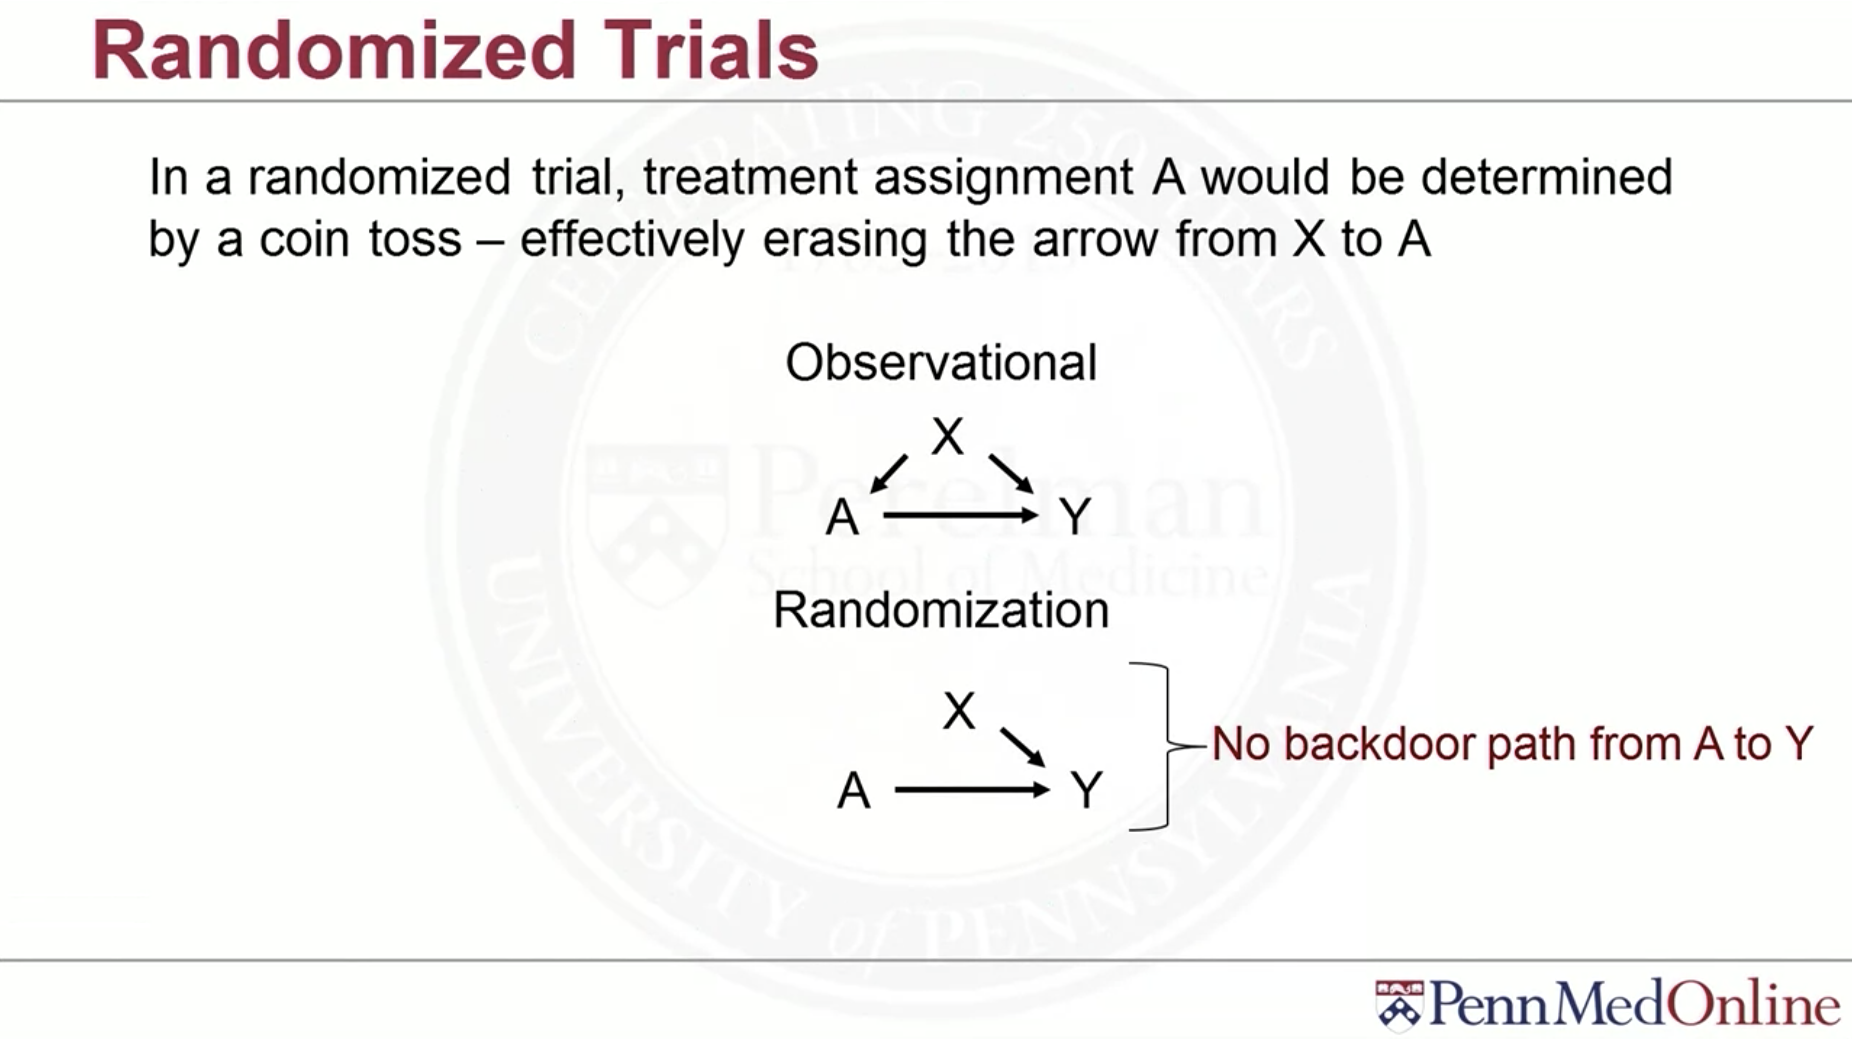 Randomized Trials
In a randomized trial, treatment assignment A would be determined
by a coin toss – effectively erasing the arrow from X to A
Observational
X
A Y
Randomization
X
No backdoor path from A to Y
A Y
CELEBRATING 250 YEARS
Perelman
School of Medicine
UNIVERSITY of PENNSYLVANIA
PennMedOnline